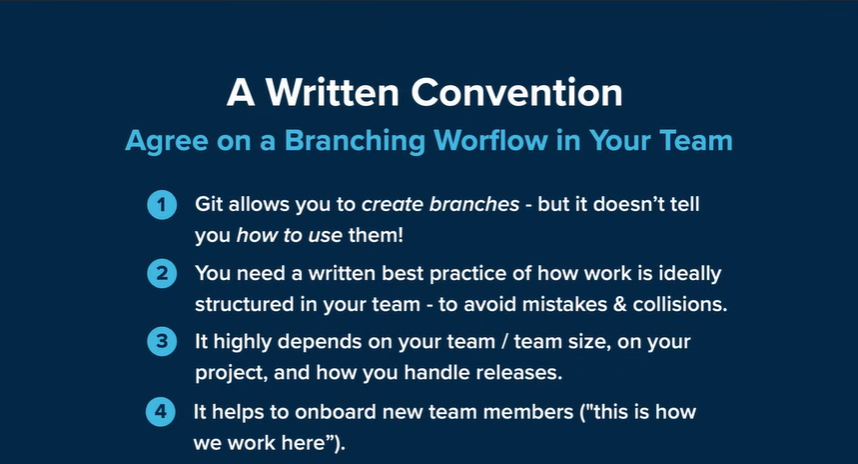 A Written Convention
Agree on a Branching Worflow in Your Team
1 Git allows you to create branches - but it doesn’t tell
you how to use them!
2 You need a written best practice of how work is ideally
structured in your team - to avoid mistakes & collisions.
3 It highly depends on your team / team size, on your
project, and how you handle releases.
4 It helps to onboard new team members ("this is how
we work here”).